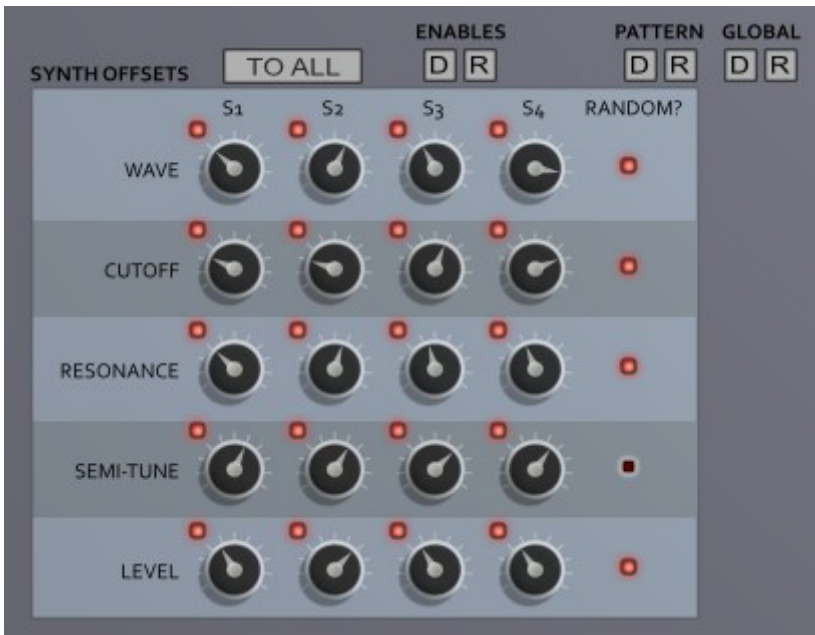 ENABLES PATTERN GLOBAL
SYNTH OFFSETS TO ALL D R D R D R
S1 S2 S3 S4 RANDOM?
WAVE
CUTOFF
RESONANCE
SEMI-TUNE
LEVEL